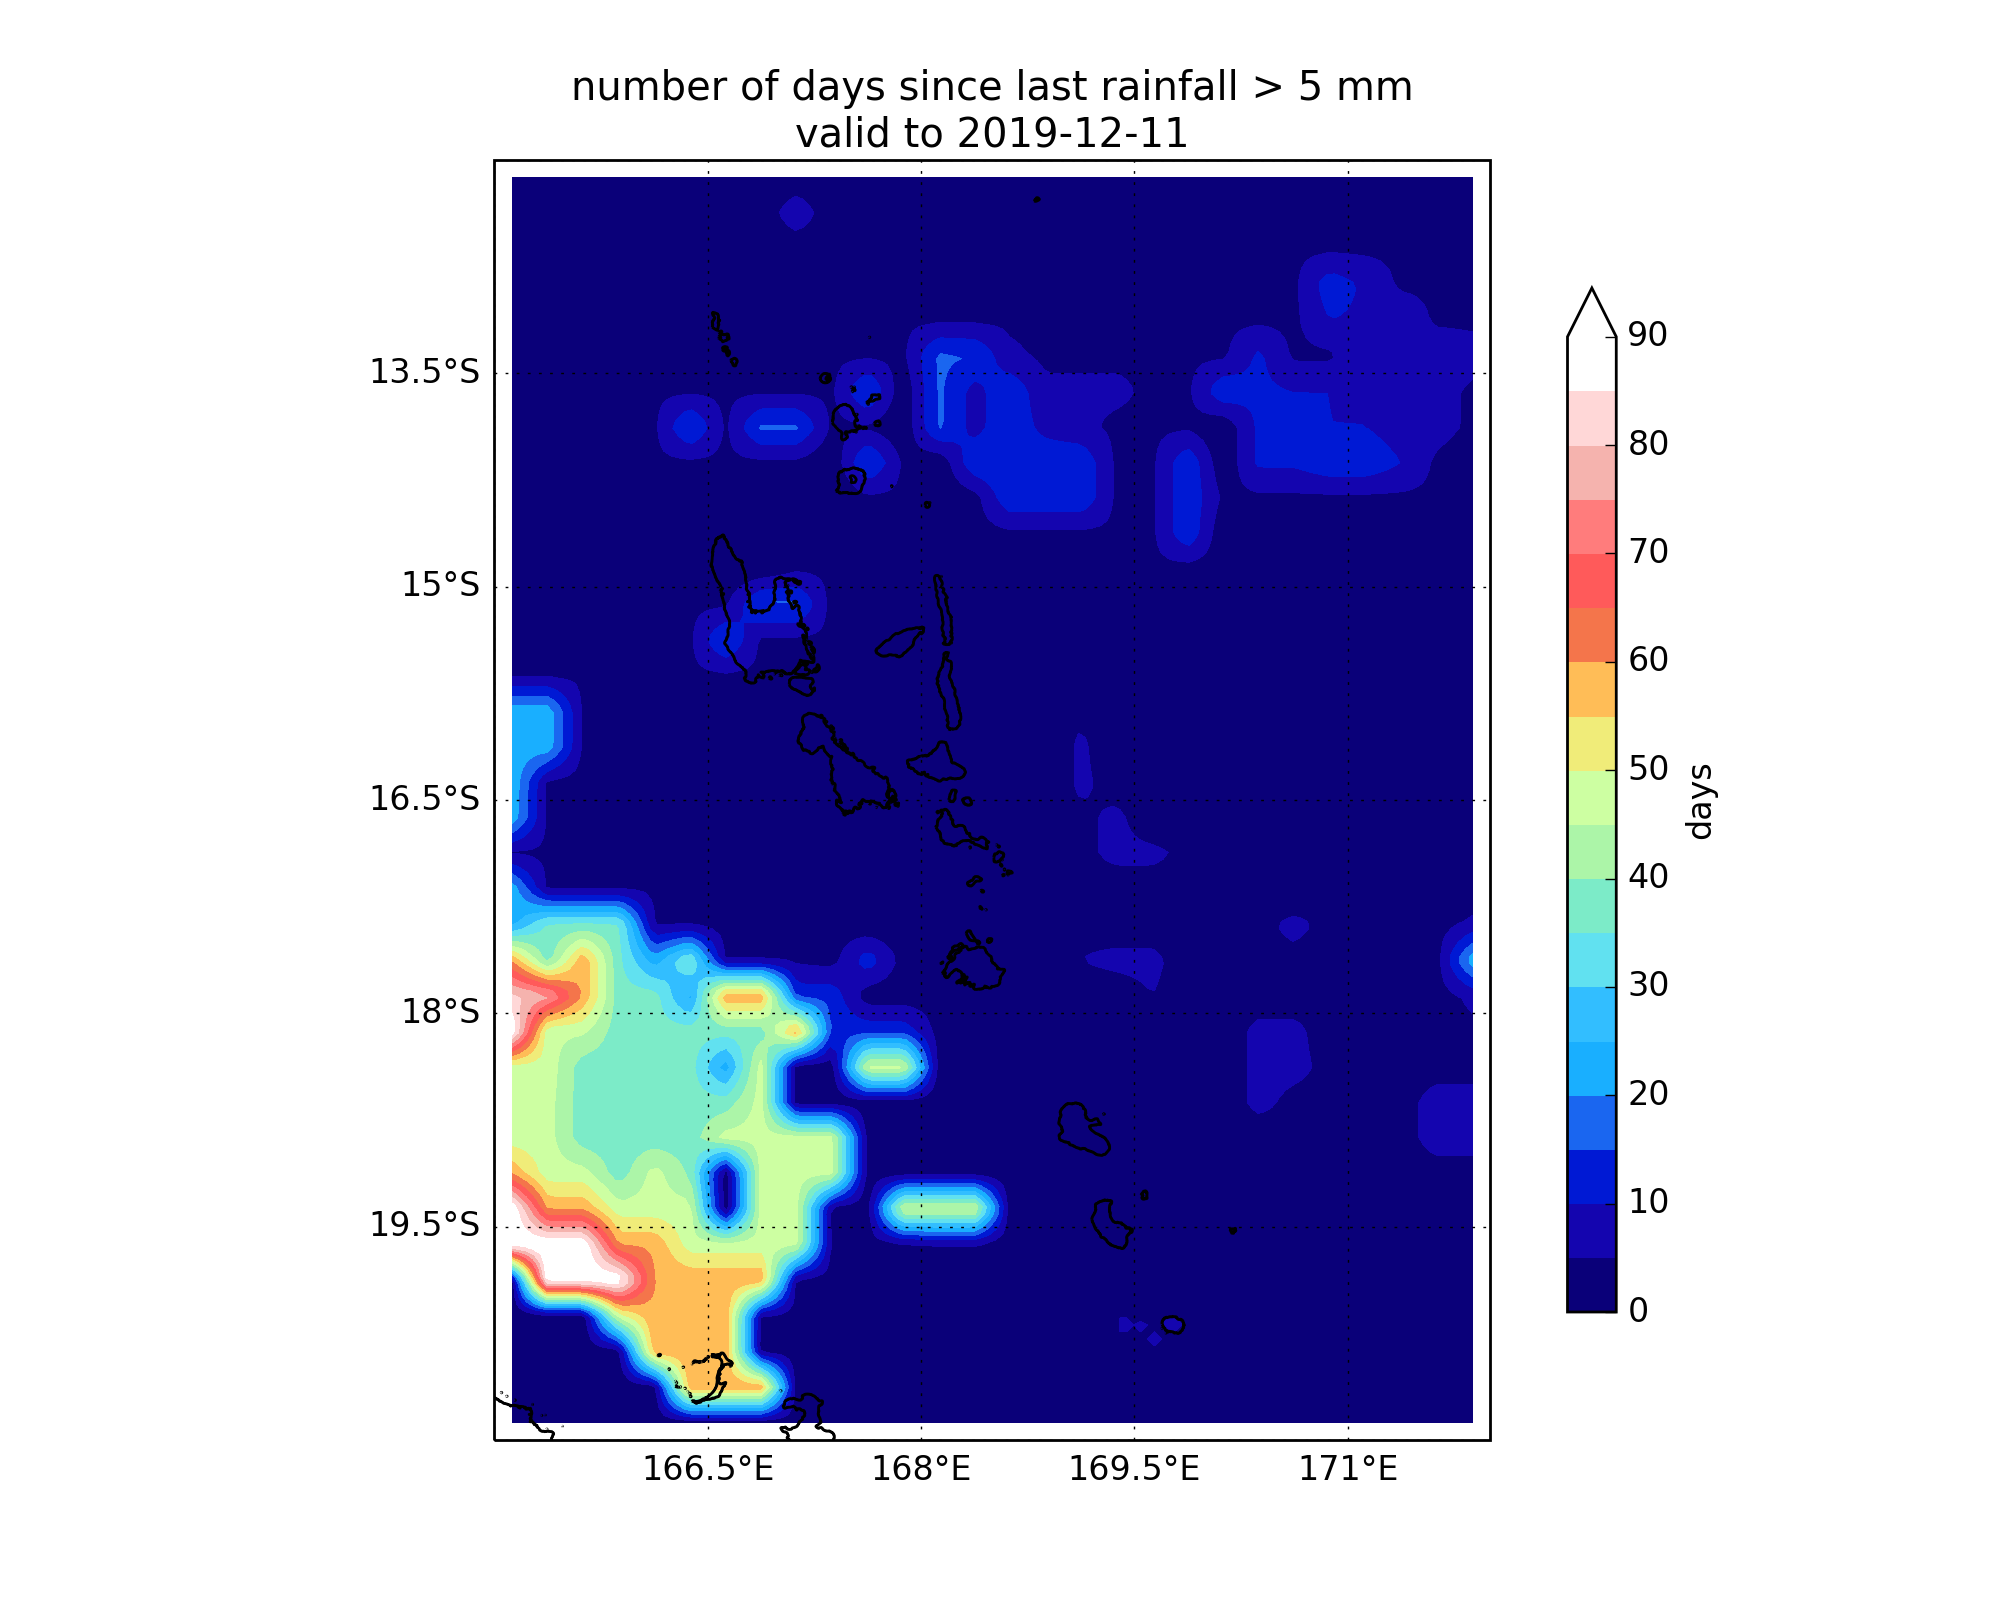 number of days since last rainfall > 5 mm
valid to 2019-12-11
13.5°S
15°S
16.5°S
18°S
19.5°S
166.5°E
168°E
169.5°E
171°E
90
80
70
60
50
40
30
20
10
0
days